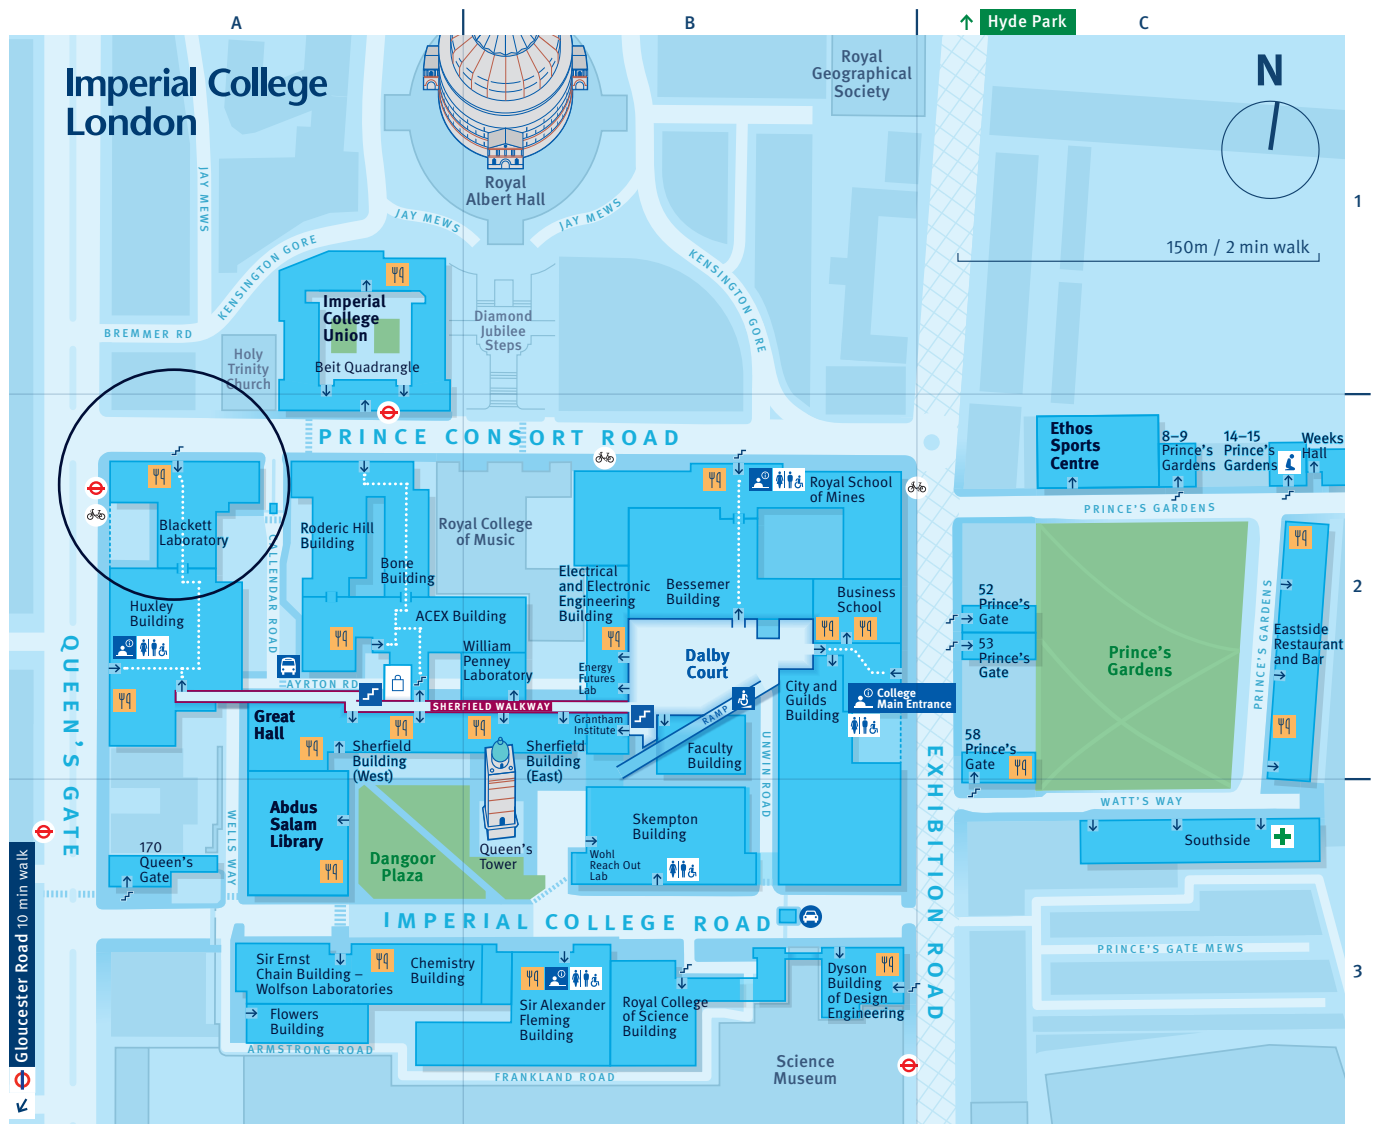 A
B
C
Hyde Park
Imperial College
London
N
Royal
Geographical
Society
Royal
Albert Hall
1
JAY MEWS
JAY MEWS
JAY MEWS
KENSINGTON GORE
KENSINGTON GORE
150m / 2 min walk
BREMMER RD
Imperial
College
Union
Beit Quadrangle
Diamond
Jubilee
Steps
Holy
Trinity
Church
PRINCE CONSORT ROAD
Ethos
Sports
Centre
8–9
Prince's
Gardens
14–15
Prince's
Gardens
Weeks
Hall
PRINCE'S GARDENS
Blackett
Laboratory
Roderic Hill
Building
Bone
Building
Royal College
of Music
Royal School
of Mines
CALLENDAR ROAD
Electrical
and Electronic
Engineering
Building
Bessemer
Building
Business
School
2
52
Prince's
Gate
53
Prince's
Gate
Prince's
Gardens
PRINCE'S GARDENS
Eastside
Restaurant
and Bar
Huxley
Building
ACEX Building
William
Penney
Laboratory
Energy
Futures
Lab
Dalby
Court
QUEEN'S GATE
AYRTON RD
SHERFIELD WALKWAY
City and
Guilds
Building
College
Main Entrance
RAMP
Great
Hall
Sherfield
Building
(West)
Sherfield
Building
(East)
Grantham
Institute
Faculty
Building
UNWIN ROAD
58
Prince's
Gate
EXHIBITION ROAD
WATT'S WAY
Abdus
Salam
Library
WELLS WAY
Dangoor
Plaza
Queen's
Tower
Skempton
Building
Wohl
Reach Out
Lab
Southside
170
Queen's
Gate
Gloucester Road 10 min walk
IMPERIAL COLLEGE ROAD
PRINCE'S GATE MEWS
3
Sir Ernst
Chain Building –
Wolfson Laboratories
Chemistry
Building
Flowers
Building
Sir Alexander
Fleming
Building
Royal College
of Science
Building
Dyson
Building
of Design
Engineering
ARMSTRONG ROAD
FRANKLAND ROAD
Science
Museum